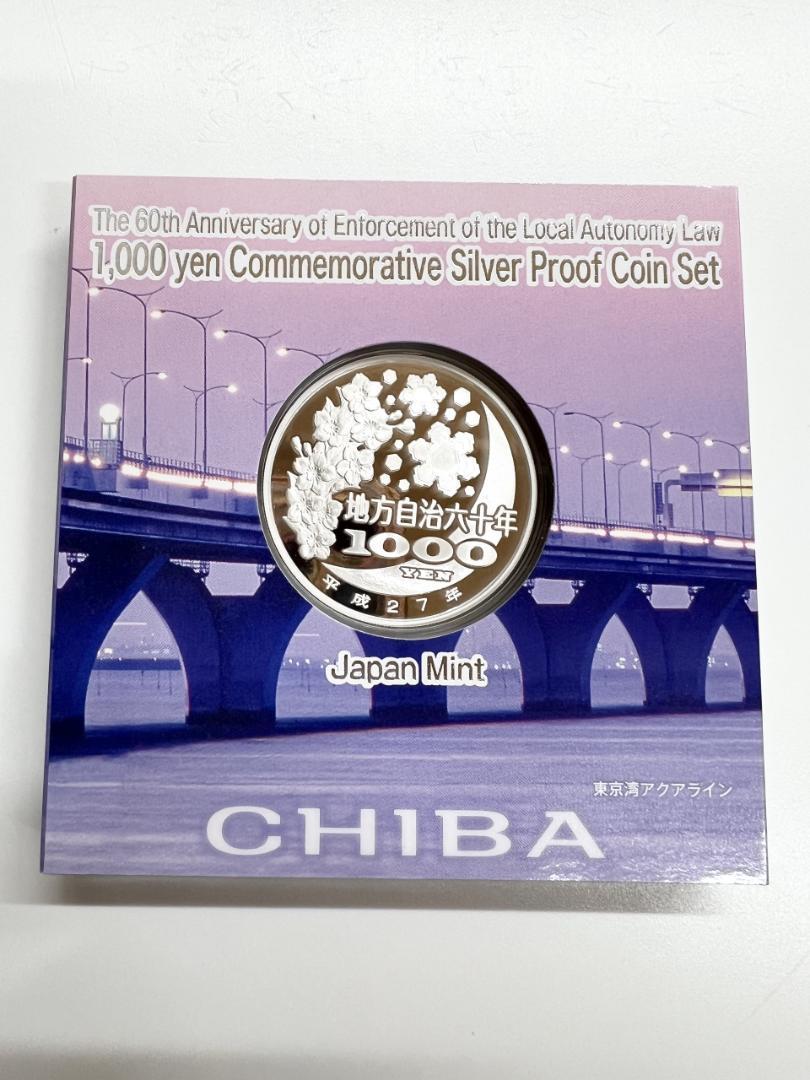 The 60th Anniversary of Enforcement of the Local Autonomy Law
1,000 yen Commemorative Silver Proof Coin Set
地方自治六十年
1000
YEN
平成27年
Japan Mint
東京湾アクアライン
CHIBA